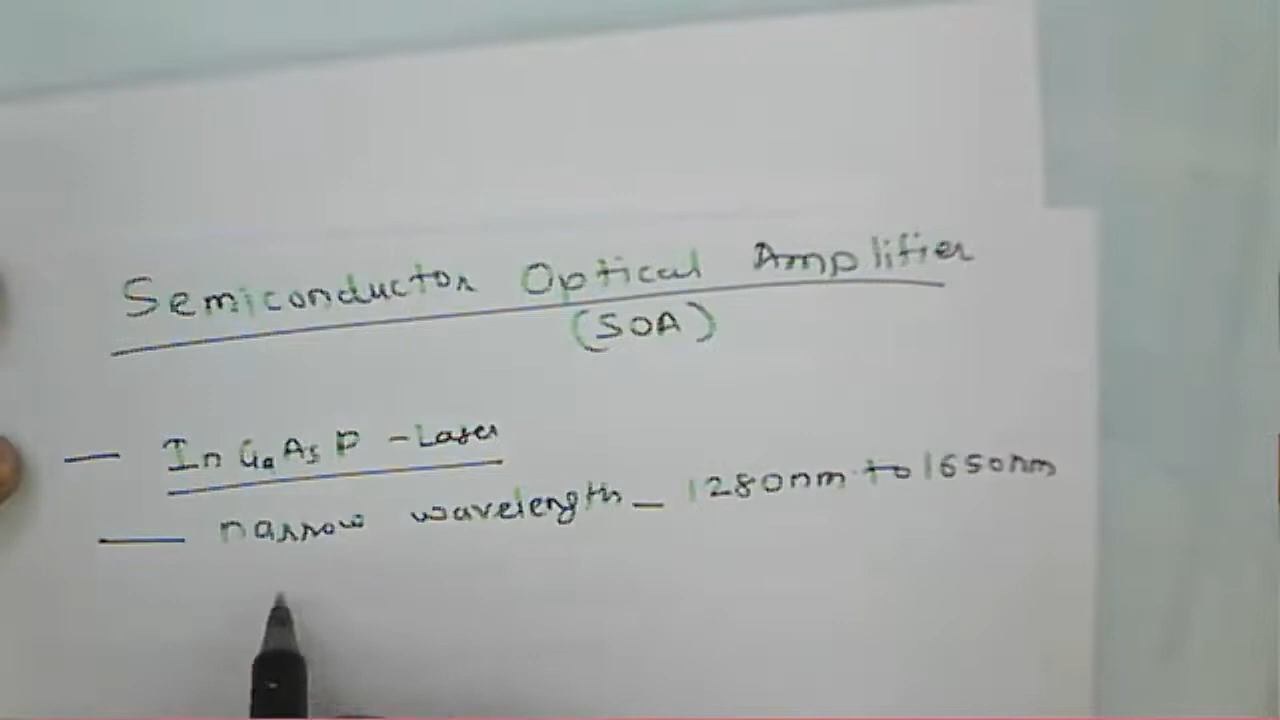 Semiconductor Optical Amplifier
(SOA)
— InGaAsP - Laser
— narrow wavelength - 1280nm to 1650nm